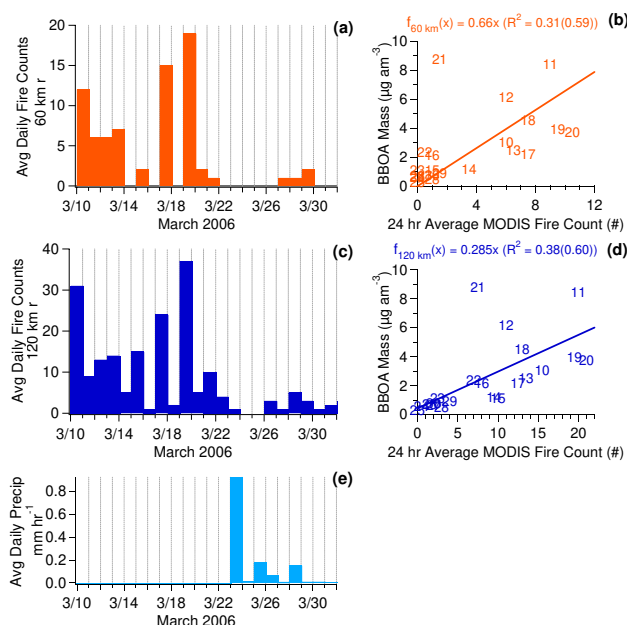 (a)
Avg Daily Fire Counts
60 km r
20
15
10
5
0
3/10 3/14 3/18 3/22 3/26 3/30
March 2006
f60 km(x) = 0.66x (R² = 0.31(0.59))
(b)
BBOA Mass (µg am⁻³)
10
8
6
4
2
0
21
11
12
18
19
20
10
13
17
14
22
16
0 4 8 12
24 hr Average MODIS Fire Count (#)
(c)
Avg Daily Fire Counts
120 km r
40
30
20
10
0
3/10 3/14 3/18 3/22 3/26 3/30
March 2006
f120 km(x) = 0.285x (R² = 0.38(0.60))
(d)
BBOA Mass (µg am⁻³)
10
8
6
4
2
0
21
11
12
18
19
20
10
13
17
16
14
15
29
28
0 5 10 15 20
24 hr Average MODIS Fire Count (#)
(e)
Avg Daily Precip
mm hr⁻¹
0.8
0.6
0.4
0.2
0.0
3/10 3/14 3/18 3/22 3/26 3/30
March 2006